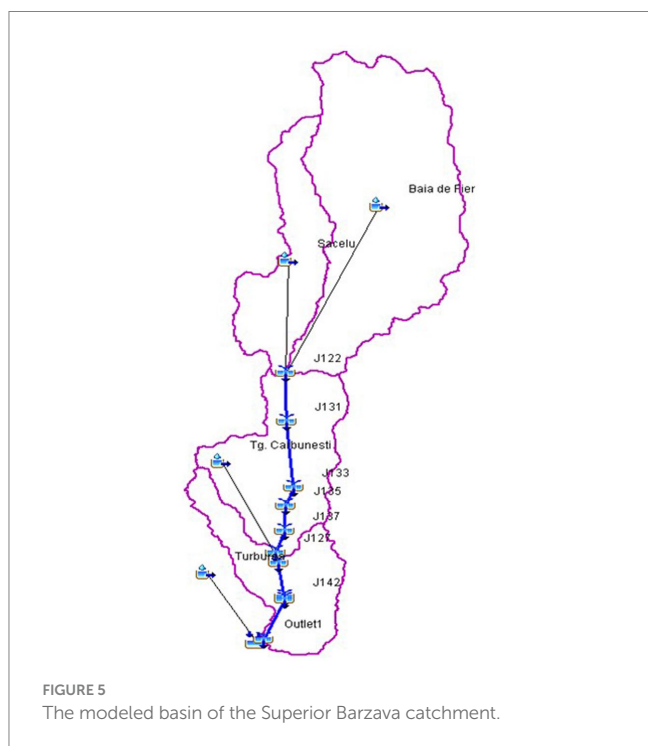 Baia de Fier
Sacelu
J122
J131
Tg. Carbunesti
J133
J135
J137
J127
Turburea
J142
Outlet1
FIGURE 5
The modeled basin of the Superior Barzava catchment.